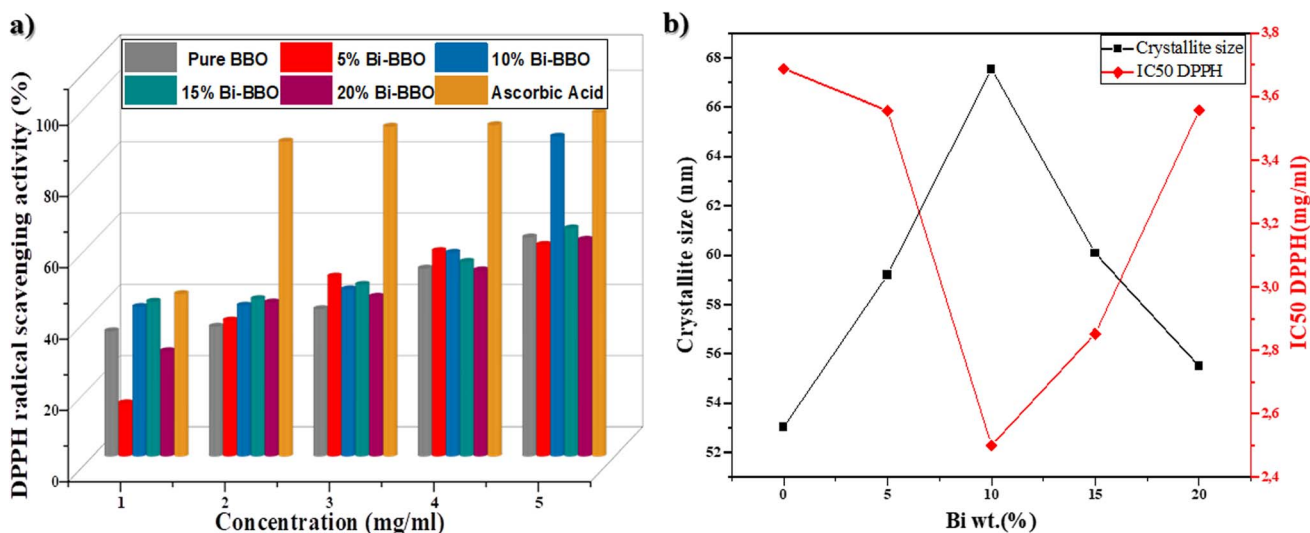 a)
Pure BBO 5% Bi-BBO 10% Bi-BBO
15% Bi-BBO 20% Bi-BBO Ascorbic Acid
DPPH radical scavenging activity (%)
100
80
60
40
20
0
1 2 3 4 5
Concentration (mg/ml)
b)
Crystallite size
IC50 DPPH
Crystallite size (nm)
68
66
64
62
60
58
56
54
52
0 5 10 15 20
Bi wt.(%)
3,8
3,6
3,4
3,2
3,0
2,8
2,6
2,4
IC50 DPPH(mg/ml)